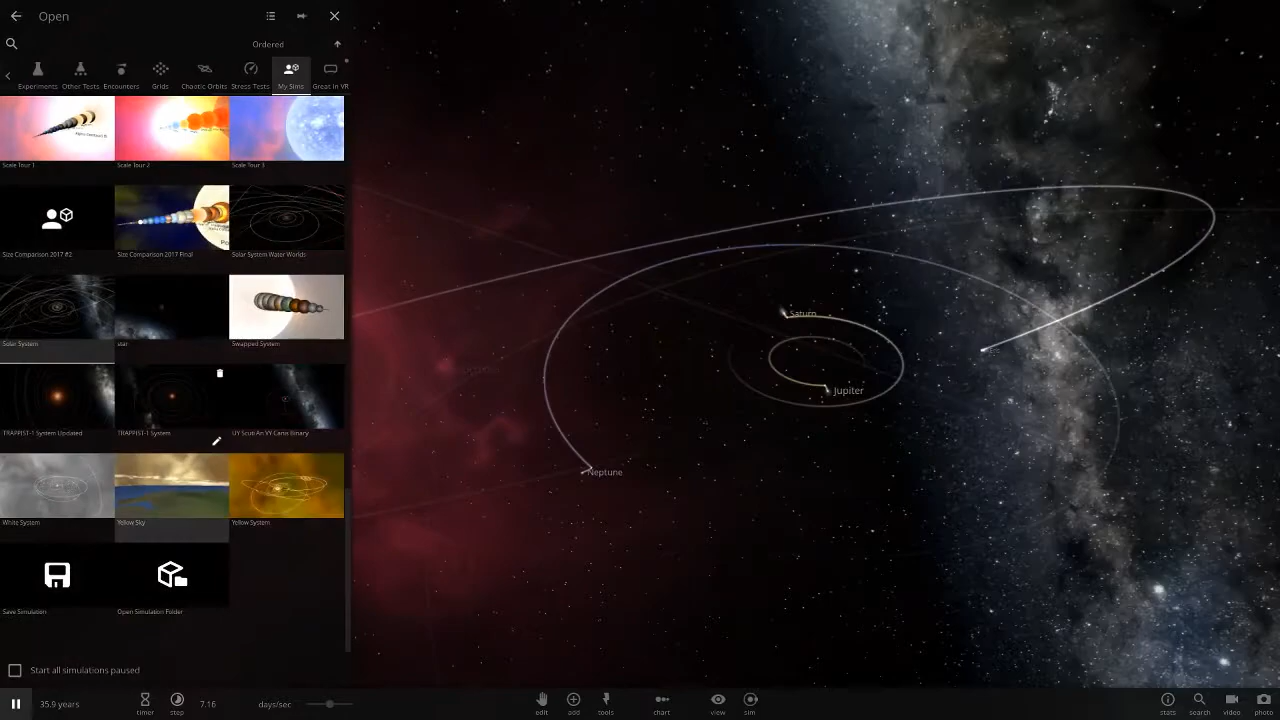 Open
Ordered
Experiments Other Tests Encounters Grids Chaotic Orbits Stress Tests My Sims Great in VR
Scale Tour 1 Scale Tour 2 Scale Tour 3
Size Comparison 2017 #2 Size Comparison 2017 Final Solar System Water Worlds
Solar System star Swapped System
TRAPPIST-1 System Updated TRAPPIST-1 System UY Scuti An VY Canis Binary
White System Yellow Sky Yellow System
Save Simulation Open Simulation Folder
Start all simulations paused
Saturn
Jupiter
Neptune
35.9 years timer step 7.16 days/sec edit add tools chart view sim stats search video photo